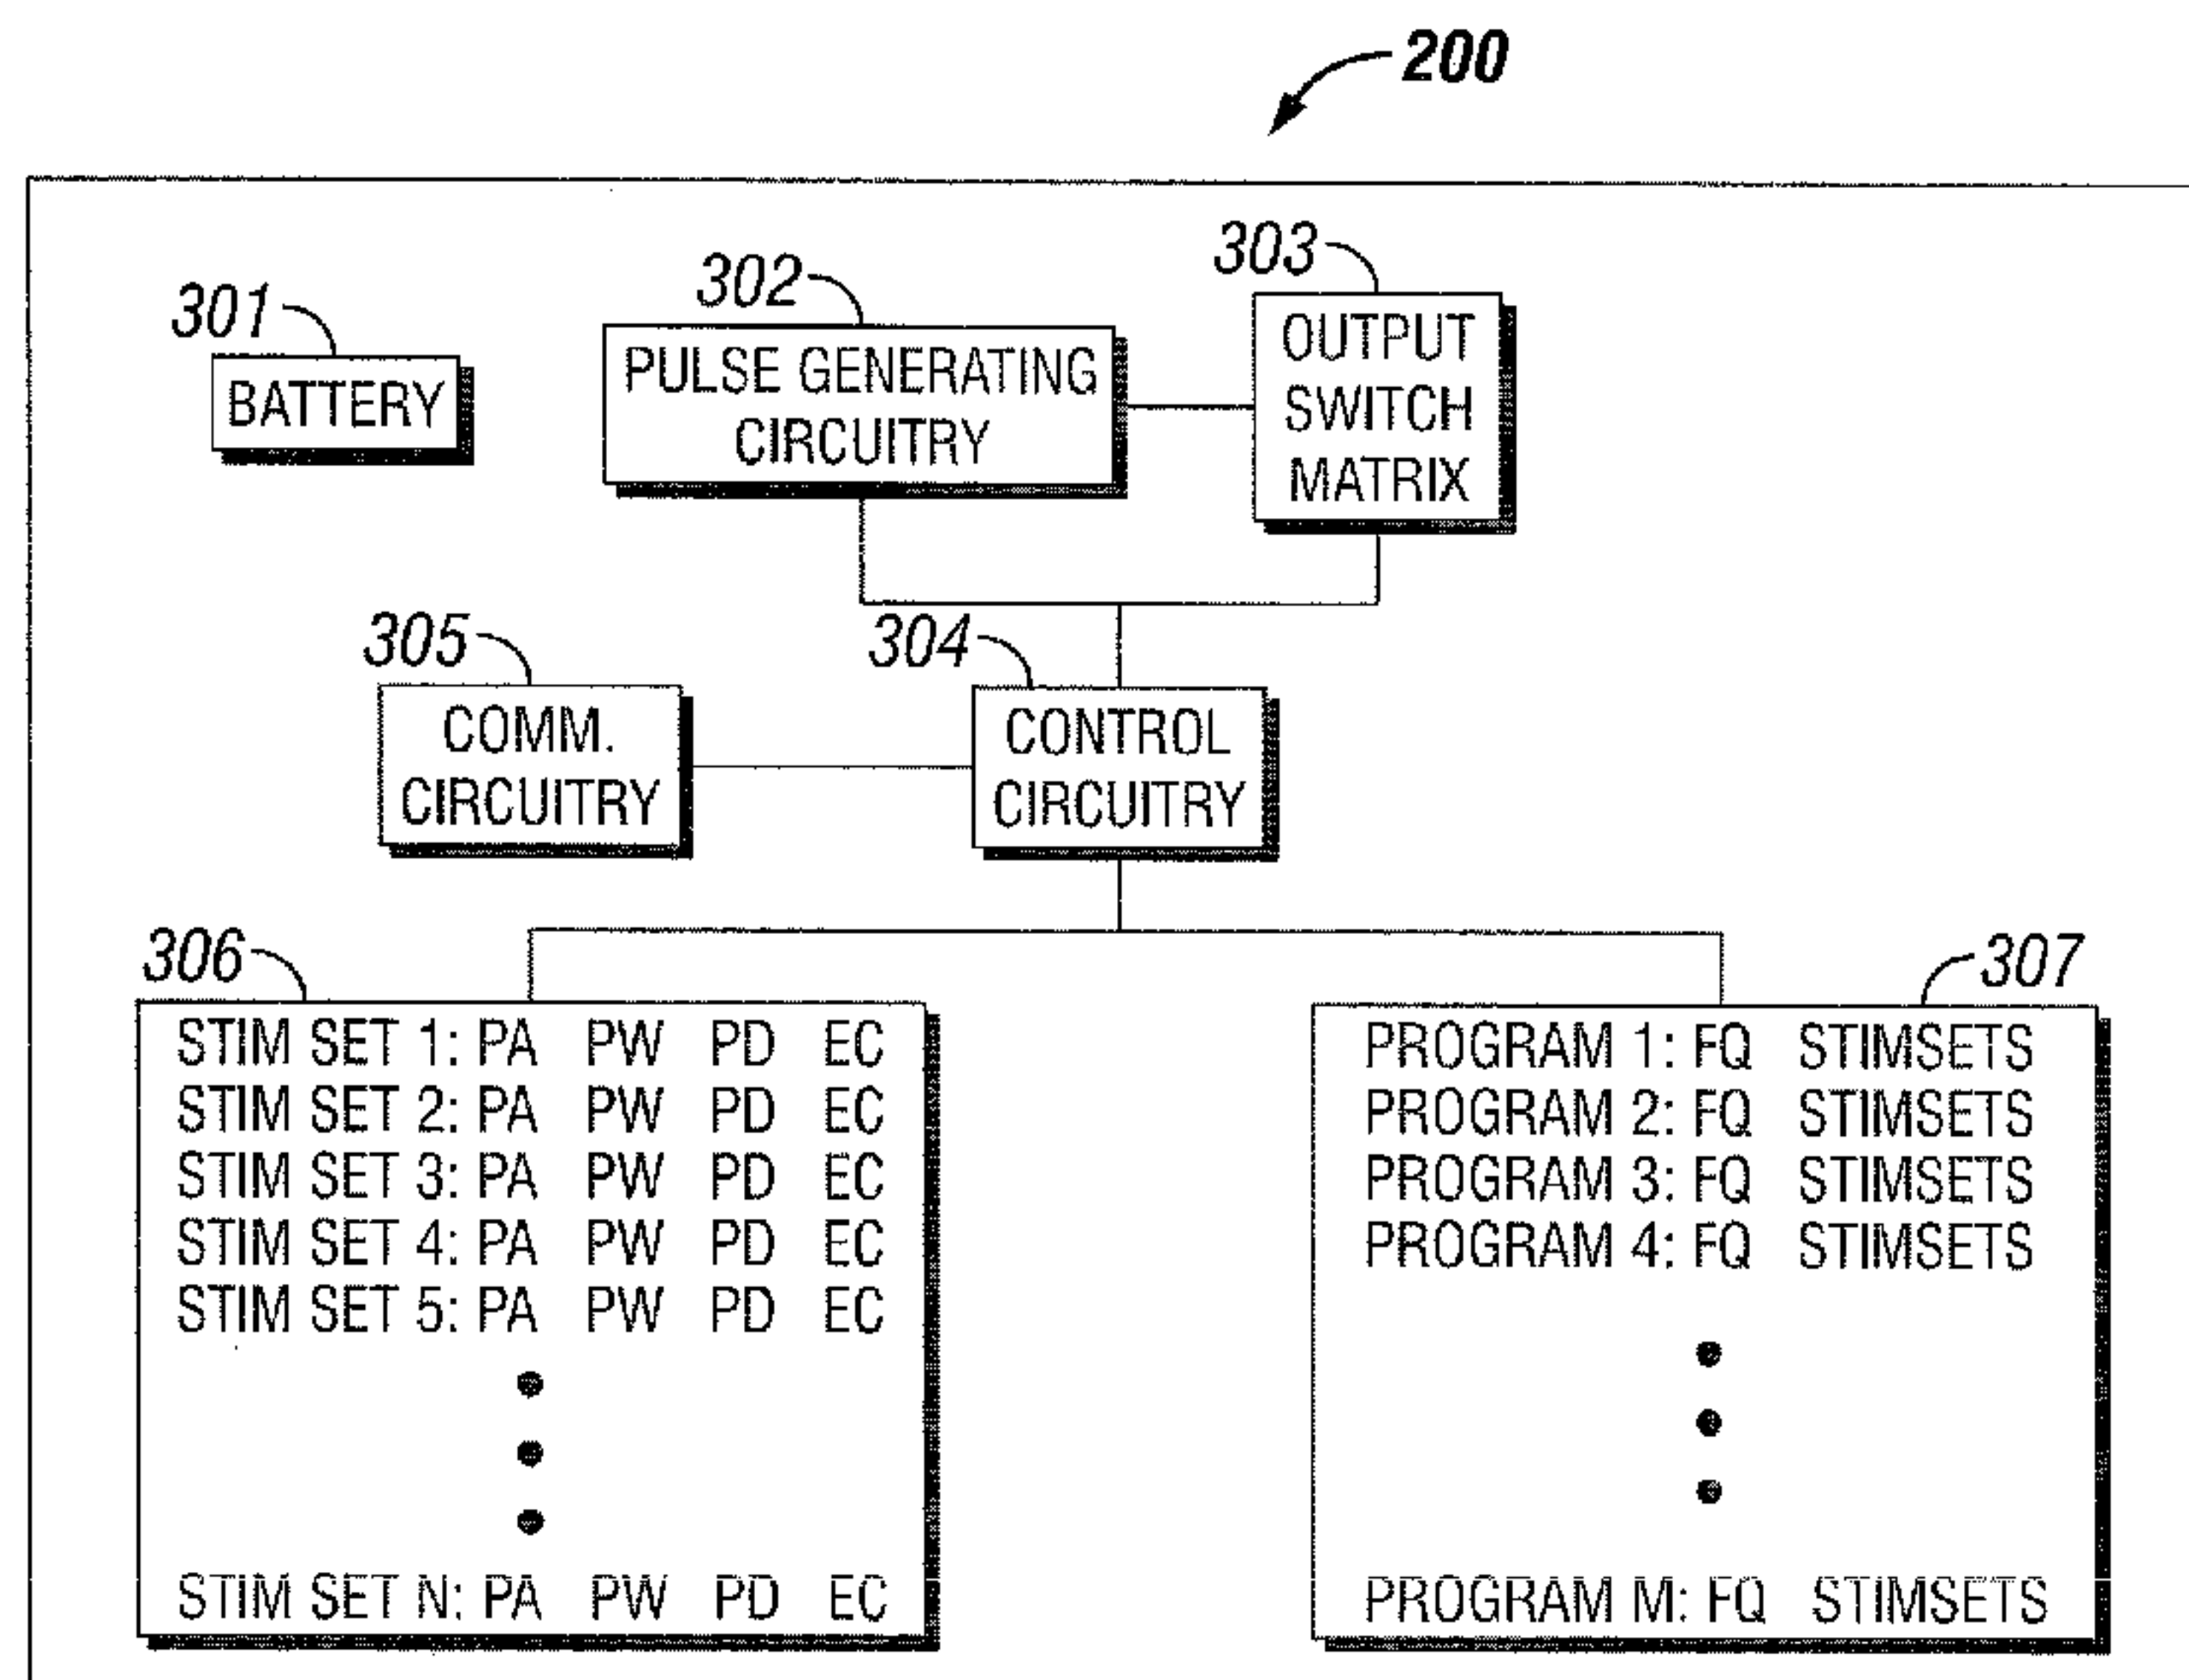 200
301
BATTERY
302
PULSE GENERATING
CIRCUITRY
303
OUTPUT
SWITCH
MATRIX
305
COMM.
CIRCUITRY
304
CONTROL
CIRCUITRY
306
STIM SET 1: PA PW PD EC
STIM SET 2: PA PW PD EC
STIM SET 3: PA PW PD EC
STIM SET 4: PA PW PD EC
STIM SET 5: PA PW PD EC
STIM SET N: PA PW PD EC
307
PROGRAM 1: FQ STIMSETS
PROGRAM 2: FQ STIMSETS
PROGRAM 3: FQ STIMSETS
PROGRAM 4: FQ STIMSETS
PROGRAM M: FQ STIMSETS